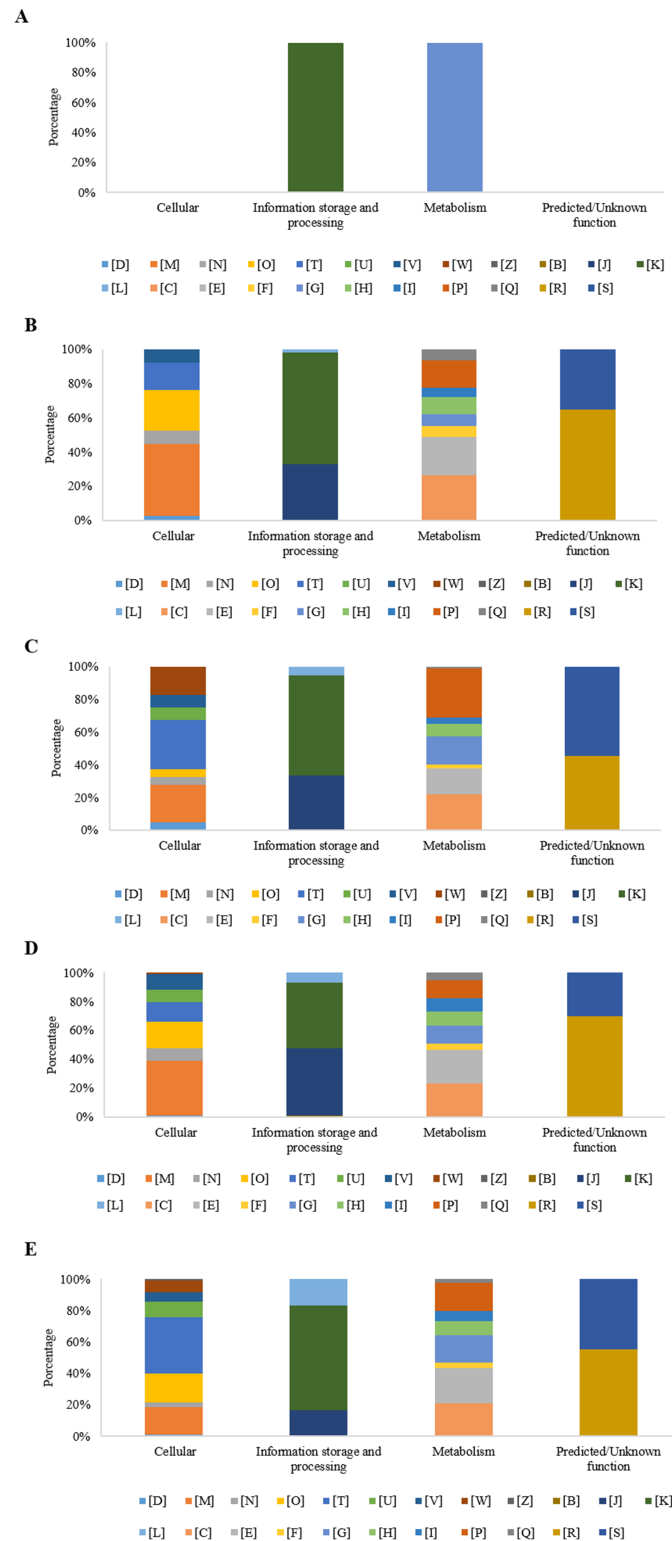 A
100%
80%
60%
40%
20%
0%
Porcentage
Cellular
Information storage and processing
Metabolism
Predicted/Unknown function
[D] [M] [N] [O] [T] [U] [V] [W] [Z] [B] [J] [K]
[L] [C] [E] [F] [G] [H] [I] [P] [Q] [R] [S]
B
100%
80%
60%
40%
20%
0%
Porcentage
Cellular
Information storage and
processing
Metabolism
Predicted/Unknown
function
[D] [M] [N] [O] [T] [U] [V] [W] [Z] [B] [J] [K]
[L] [C] [E] [F] [G] [H] [I] [P] [Q] [R] [S]
C
100%
80%
60%
40%
20%
0%
Porcentage
Cellular
Information storage and
processing
Metabolism
Predicted/Unknown
function
[D] [M] [N] [O] [T] [U] [V] [W] [Z] [B] [J] [K]
[L] [C] [E] [F] [G] [H] [I] [P] [Q] [R] [S]
D
100%
80%
60%
40%
20%
0%
Porcentage
Cellular
Information storage and
processing
Metabolism
Predicted/Unknown
function
[D] [M] [N] [O] [T] [U] [V] [W] [Z] [B] [J] [K]
[L] [C] [E] [F] [G] [H] [I] [P] [Q] [R] [S]
E
100%
80%
60%
40%
20%
0%
Porcentage
Cellular
Information storage and
processing
Metabolism
Predicted/Unknown
function
[D] [M] [N] [O] [T] [U] [V] [W] [Z] [B] [J] [K]
[L] [C] [E] [F] [G] [H] [I] [P] [Q] [R] [S]